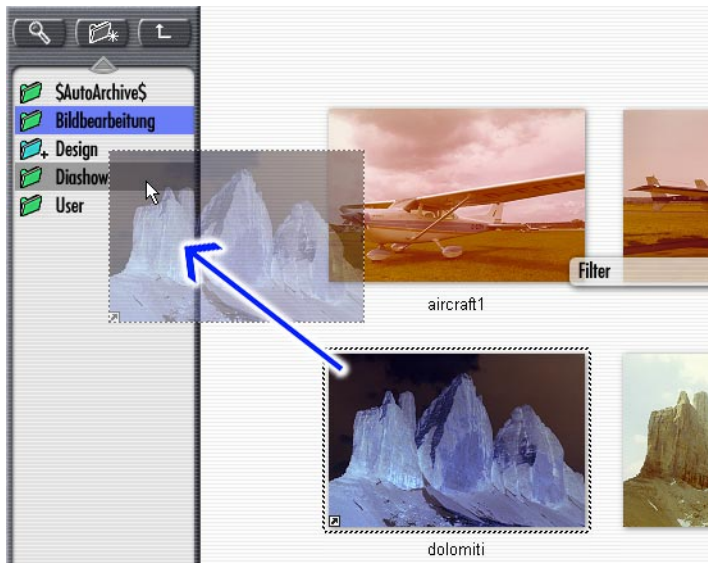 $AutoArchive$
Bildbearbeitung
Design
Diashow
User
Filter
aircraft1
dolomiti